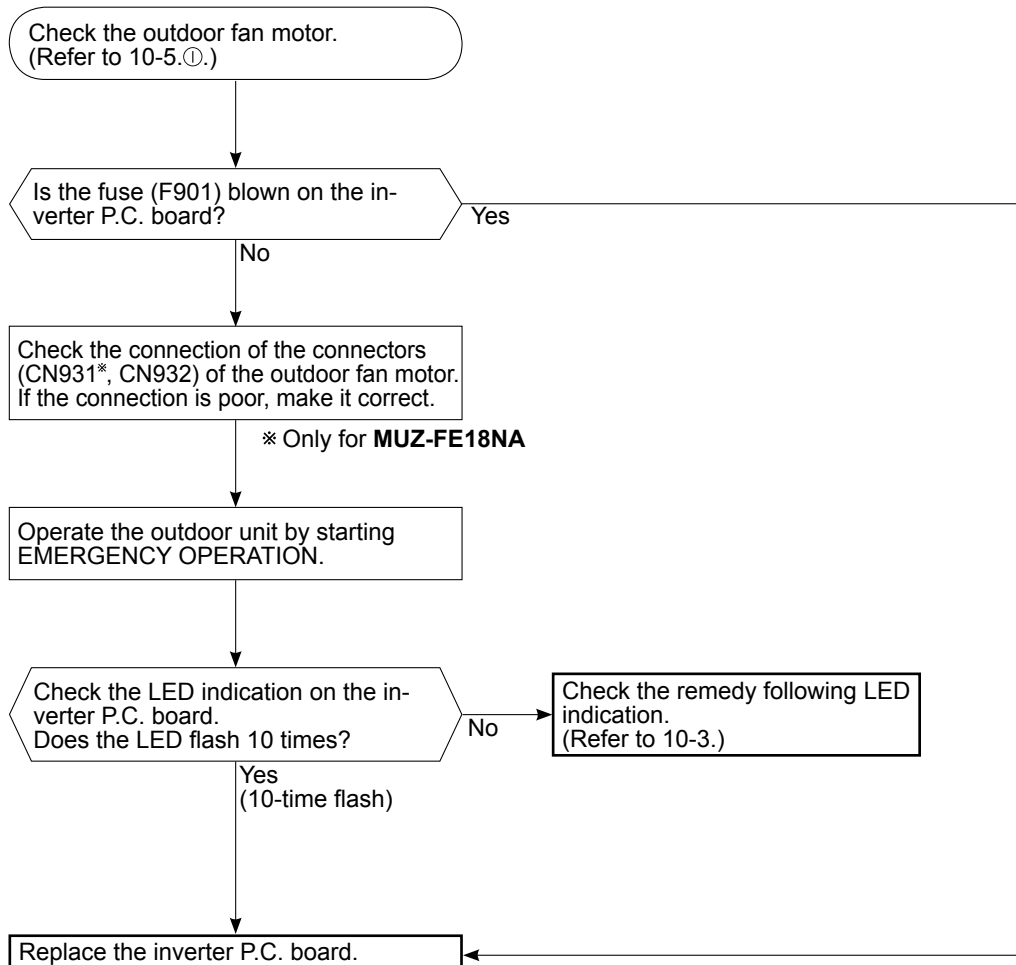 Check the outdoor fan motor.
(Refer to 10-5.Ⓘ.)
Is the fuse (F901) blown on the in-
verter P.C. board?
Yes
No
Check the connection of the connectors
(CN931※, CN932) of the outdoor fan motor.
If the connection is poor, make it correct.
※ Only for MUZ-FE18NA
Operate the outdoor unit by starting
EMERGENCY OPERATION.
Check the LED indication on the in-
verter P.C. board.
Does the LED flash 10 times?
No
Check the remedy following LED
indication.
(Refer to 10-3.)
Yes
(10-time flash)
Replace the inverter P.C. board.